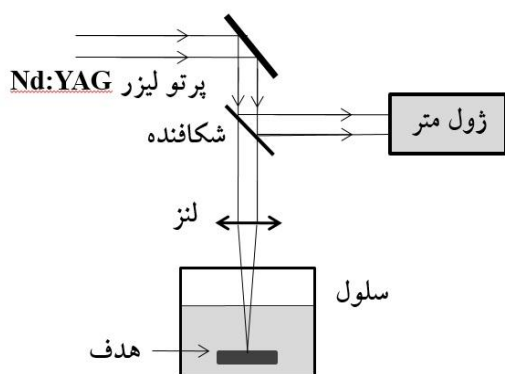 پرتو لیزر Nd:YAG
شکافنده
ژول متر
لنز
سلول
هدف